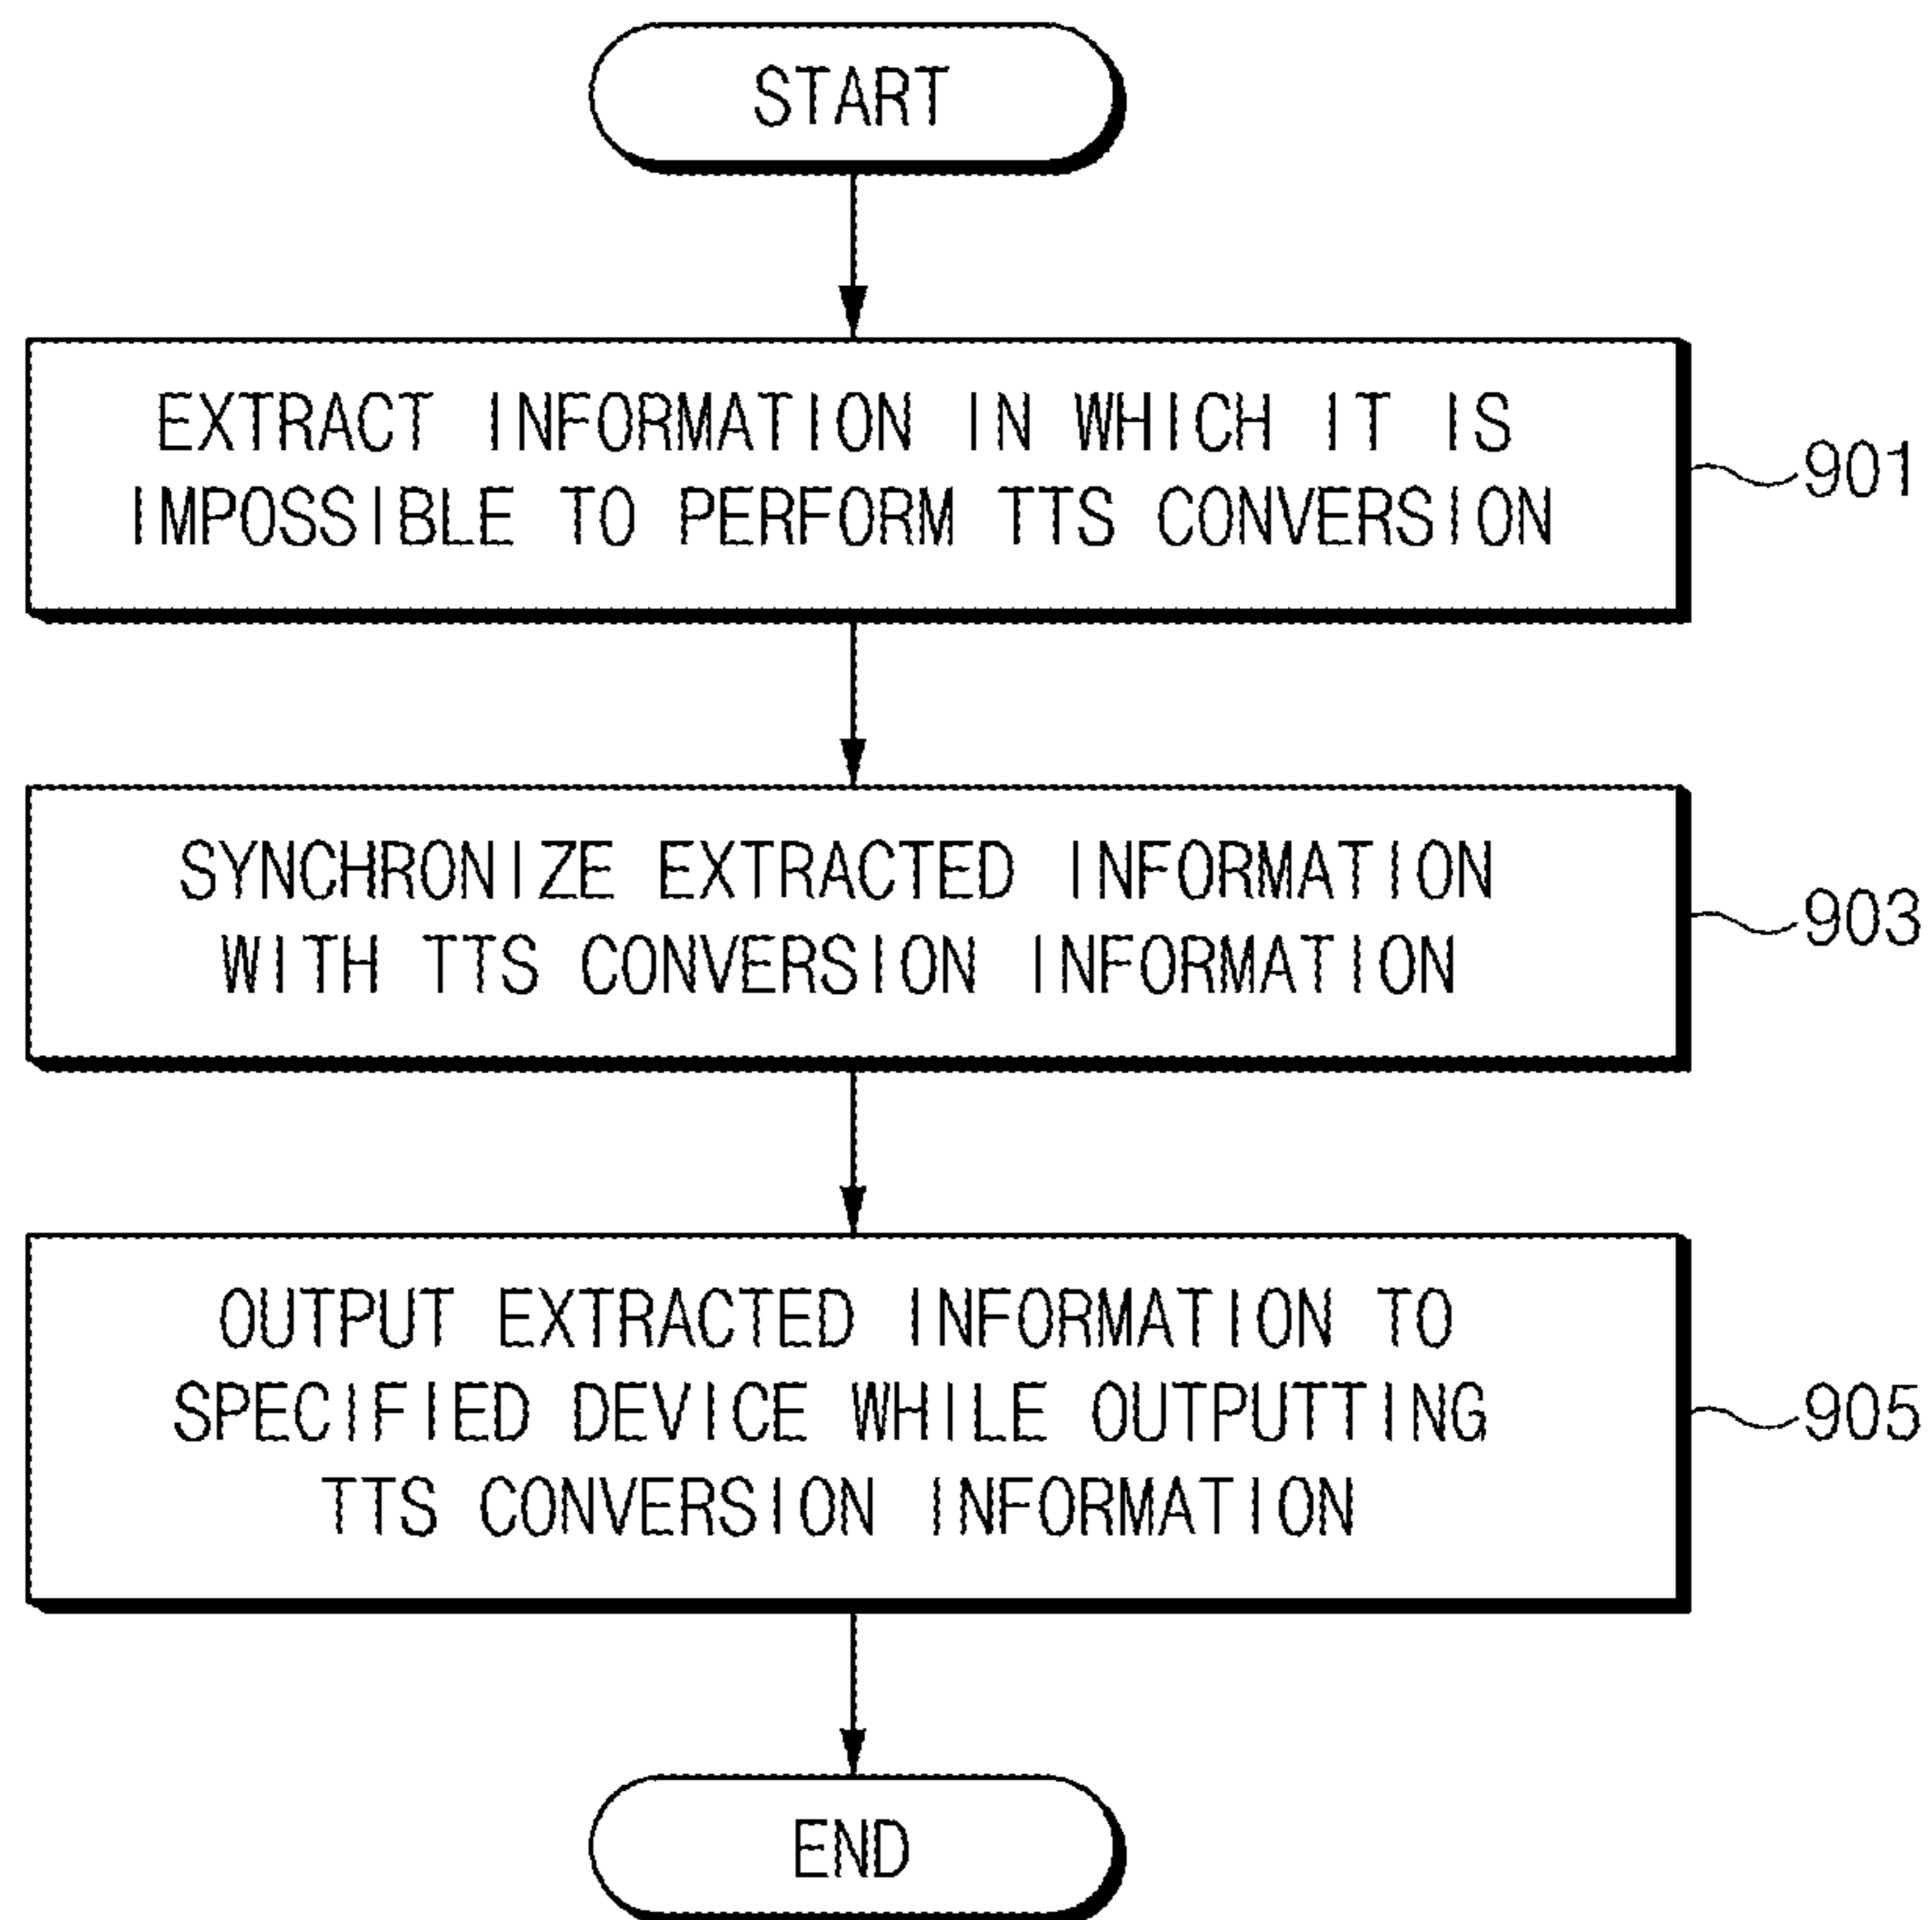 START
EXTRACT INFORMATION IN WHICH IT IS
IMPOSSIBLE TO PERFORM TTS CONVERSION
901
SYNCHRONIZE EXTRACTED INFORMATION
WITH TTS CONVERSION INFORMATION
903
OUTPUT EXTRACTED INFORMATION TO
SPECIFIED DEVICE WHILE OUTPUTTING
TTS CONVERSION INFORMATION
905
END